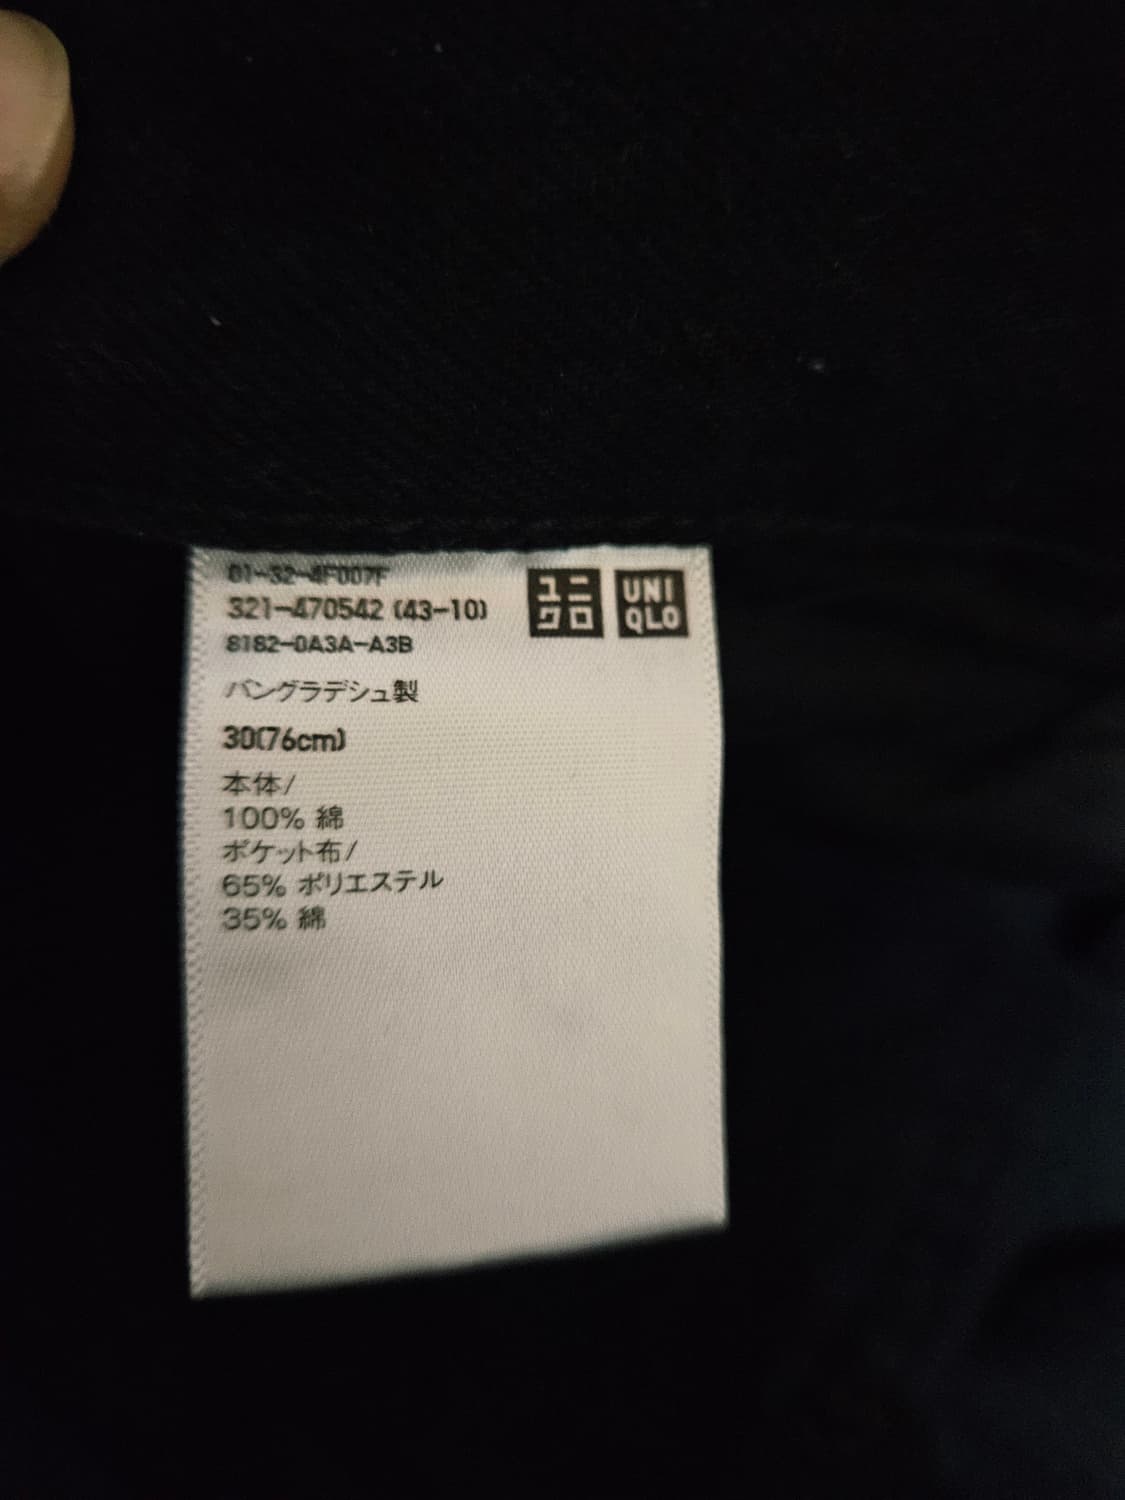 01-32-4F007F
321-470542 (43-10)
8182-0A3A-A3B
ユニ
クロ
UNI
QLO
バングラデシュ製
30(76cm)
本体/
100% 綿
ポケット布/
65% ポリエステル
35% 綿